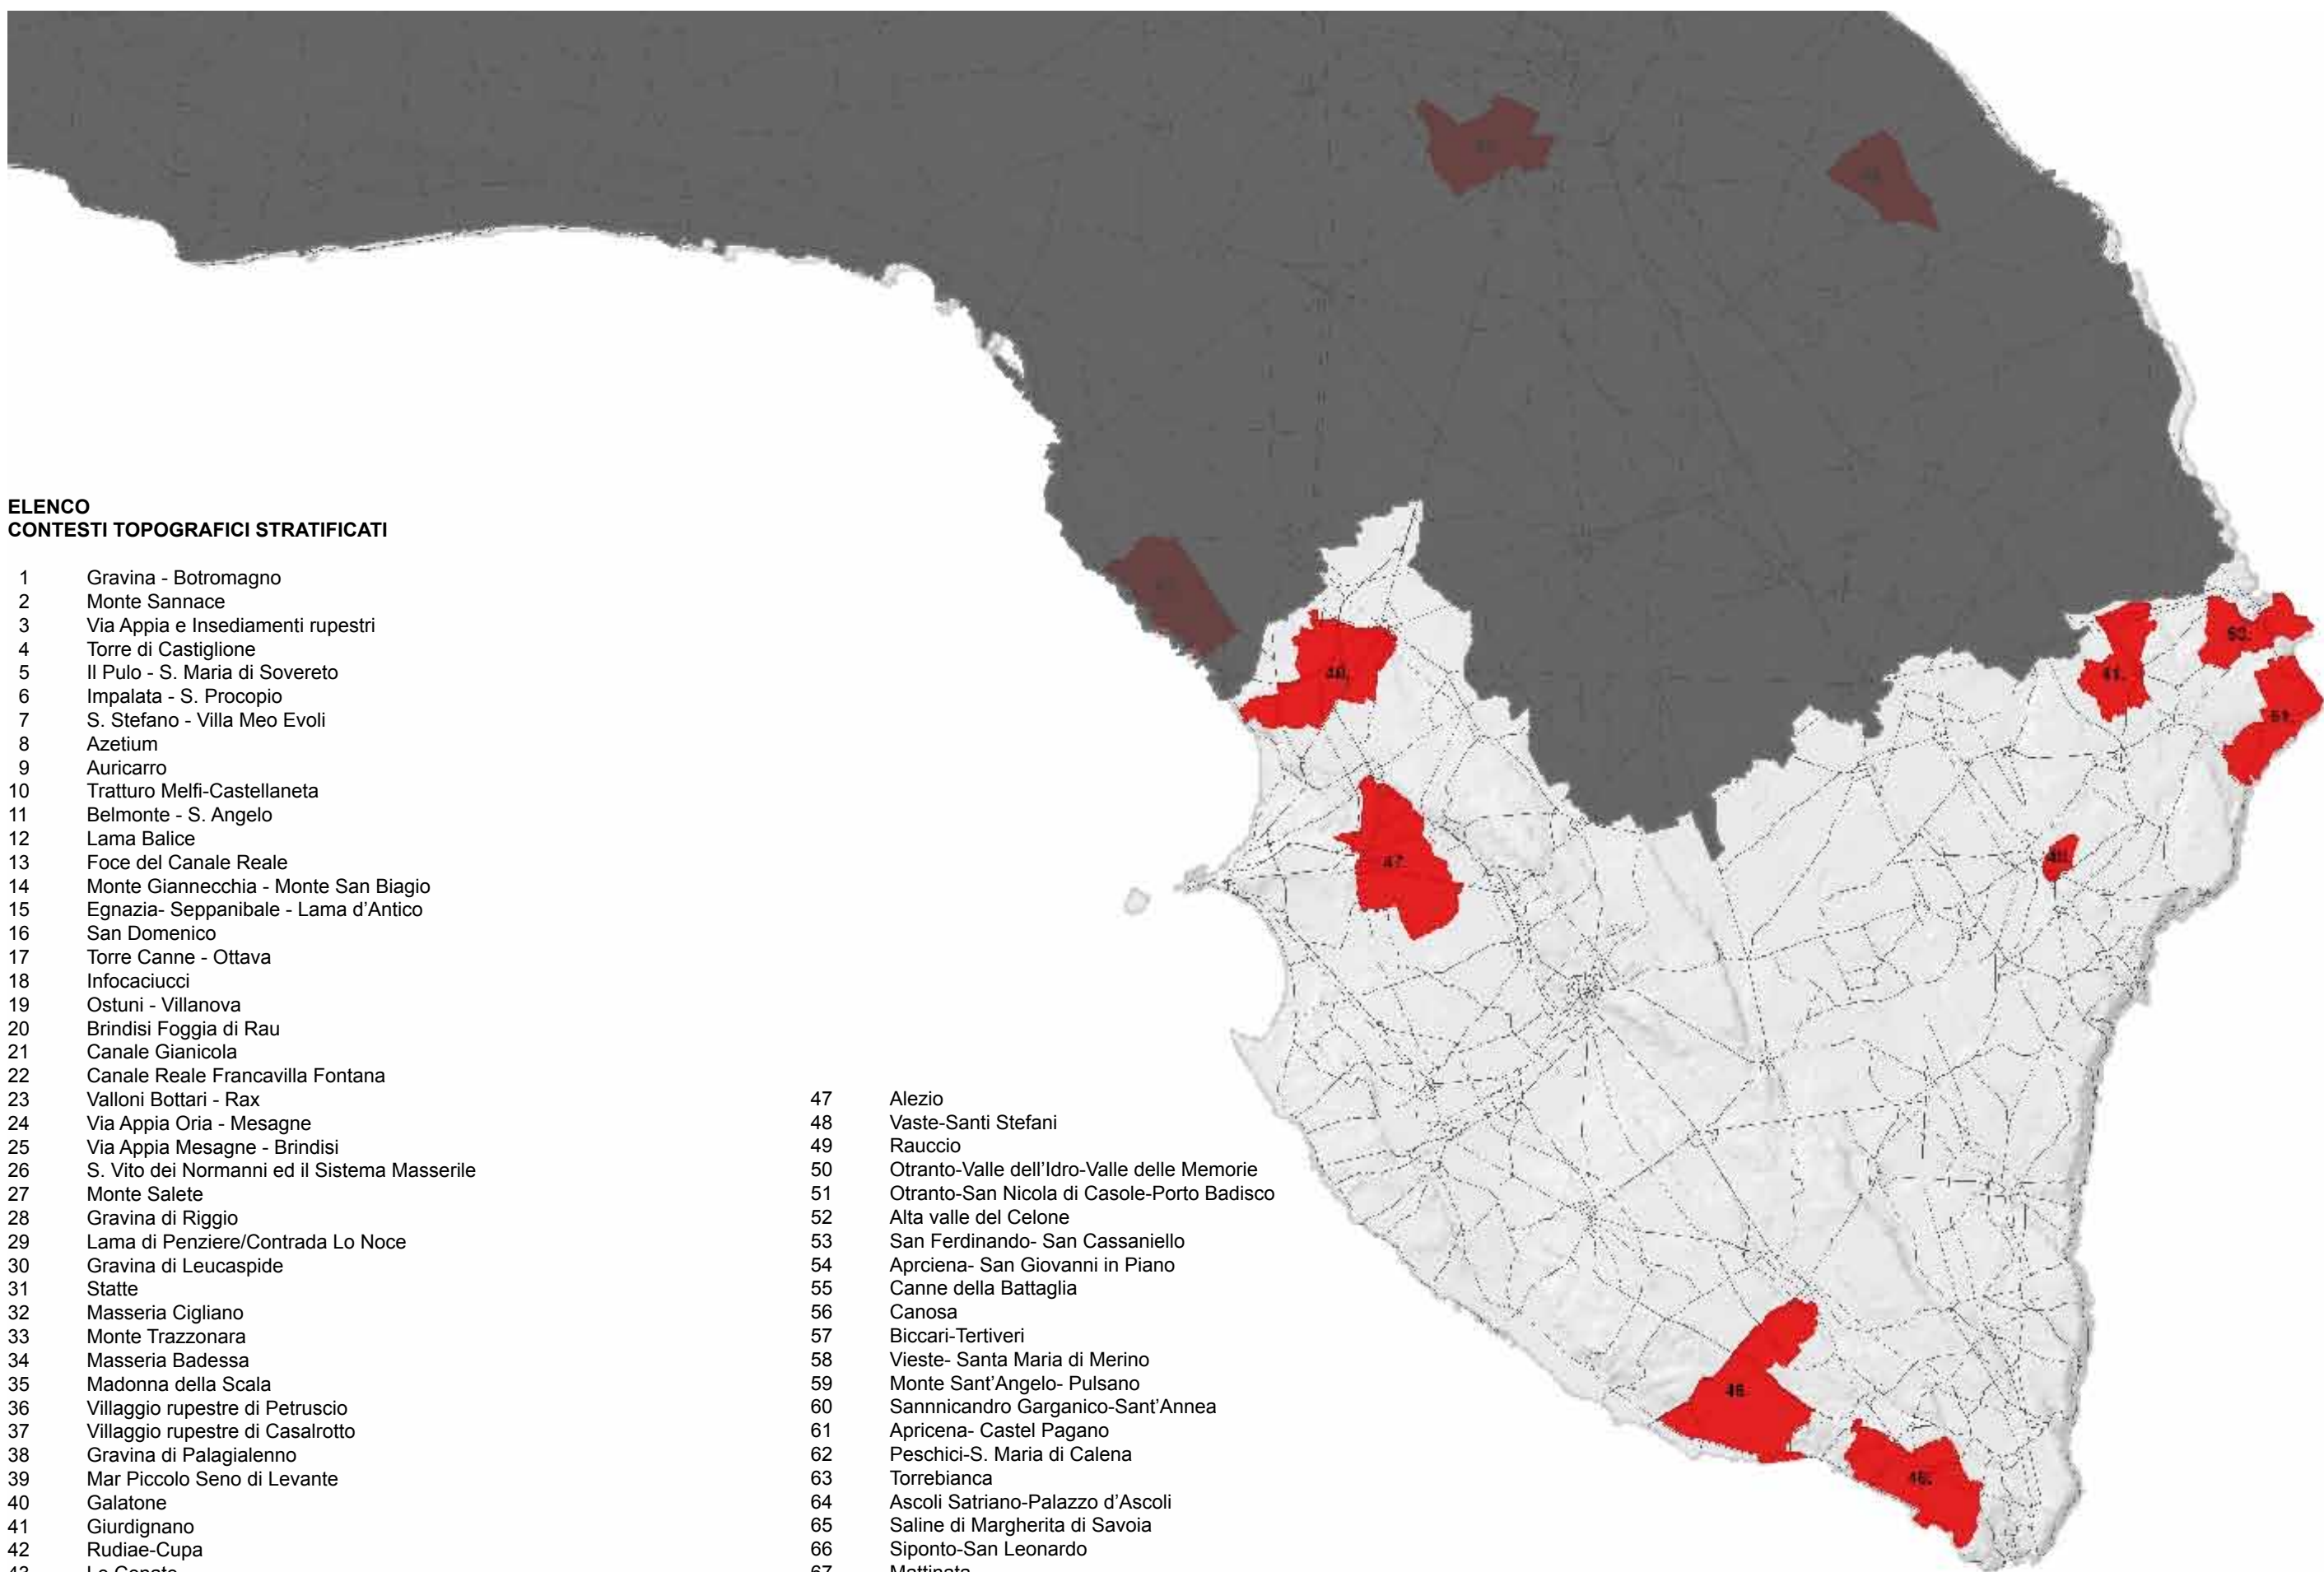 ELENCO
CONTESTI TOPOGRAFICI STRATIFICATI
1 Gravina - Botromagno
2 Monte Sannace
3 Via Appia e Insediamenti rupestri
4 Torre di Castiglione
5 Il Pulo - S. Maria di Sovereto
6 Impalata - S. Procopio
7 S. Stefano - Villa Meo Evoli
8 Azetium
9 Auricarro
10 Tratturo Melfi-Castellaneta
11 Belmonte - S. Angelo
12 Lama Balice
13 Foce del Canale Reale
14 Monte Giannecchia - Monte San Biagio
15 Egnazia- Seppanibale - Lama d'Antico
16 San Domenico
17 Torre Canne - Ottava
18 Infocaciucci
19 Ostuni - Villanova
20 Brindisi Foggia di Rau
21 Canale Gianicola
22 Canale Reale Francavilla Fontana
23 Valloni Bottari - Rax
24 Via Appia Oria - Mesagne
25 Via Appia Mesagne - Brindisi
26 S. Vito dei Normanni ed il Sistema Masserile
27 Monte Salete
28 Gravina di Riggio
29 Lama di Penziere/Contrada Lo Noce
30 Gravina di Leucaspide
31 Statte
32 Masseria Cigliano
33 Monte Trazzonara
34 Masseria Badessa
35 Madonna della Scala
36 Villaggio rupestre di Petruscio
37 Villaggio rupestre di Casalrotto
38 Gravina di Palagialenno
39 Mar Piccolo Seno di Levante
40 Galatone
41 Giurdignano
42 Rudiae-Cupa
47 Alezio
48 Vaste-Santi Stefani
49 Rauccio
50 Otranto-Valle dell'Idro-Valle delle Memorie
51 Otranto-San Nicola di Casole-Porto Badisco
52 Alta valle del Celone
53 San Ferdinando- San Cassaniello
54 Aprciena- San Giovanni in Piano
55 Canne della Battaglia
56 Canosa
57 Biccari-Tertiveri
58 Vieste- Santa Maria di Merino
59 Monte Sant'Angelo- Pulsano
60 Sannnicandro Garganico-Sant'Annea
61 Apricena- Castel Pagano
62 Peschici-S. Maria di Calena
63 Torrebianca
64 Ascoli Satriano-Palazzo d'Ascoli
65 Saline di Margherita di Savoia
66 Siponto-San Leonardo
50.
41.
51.
47.